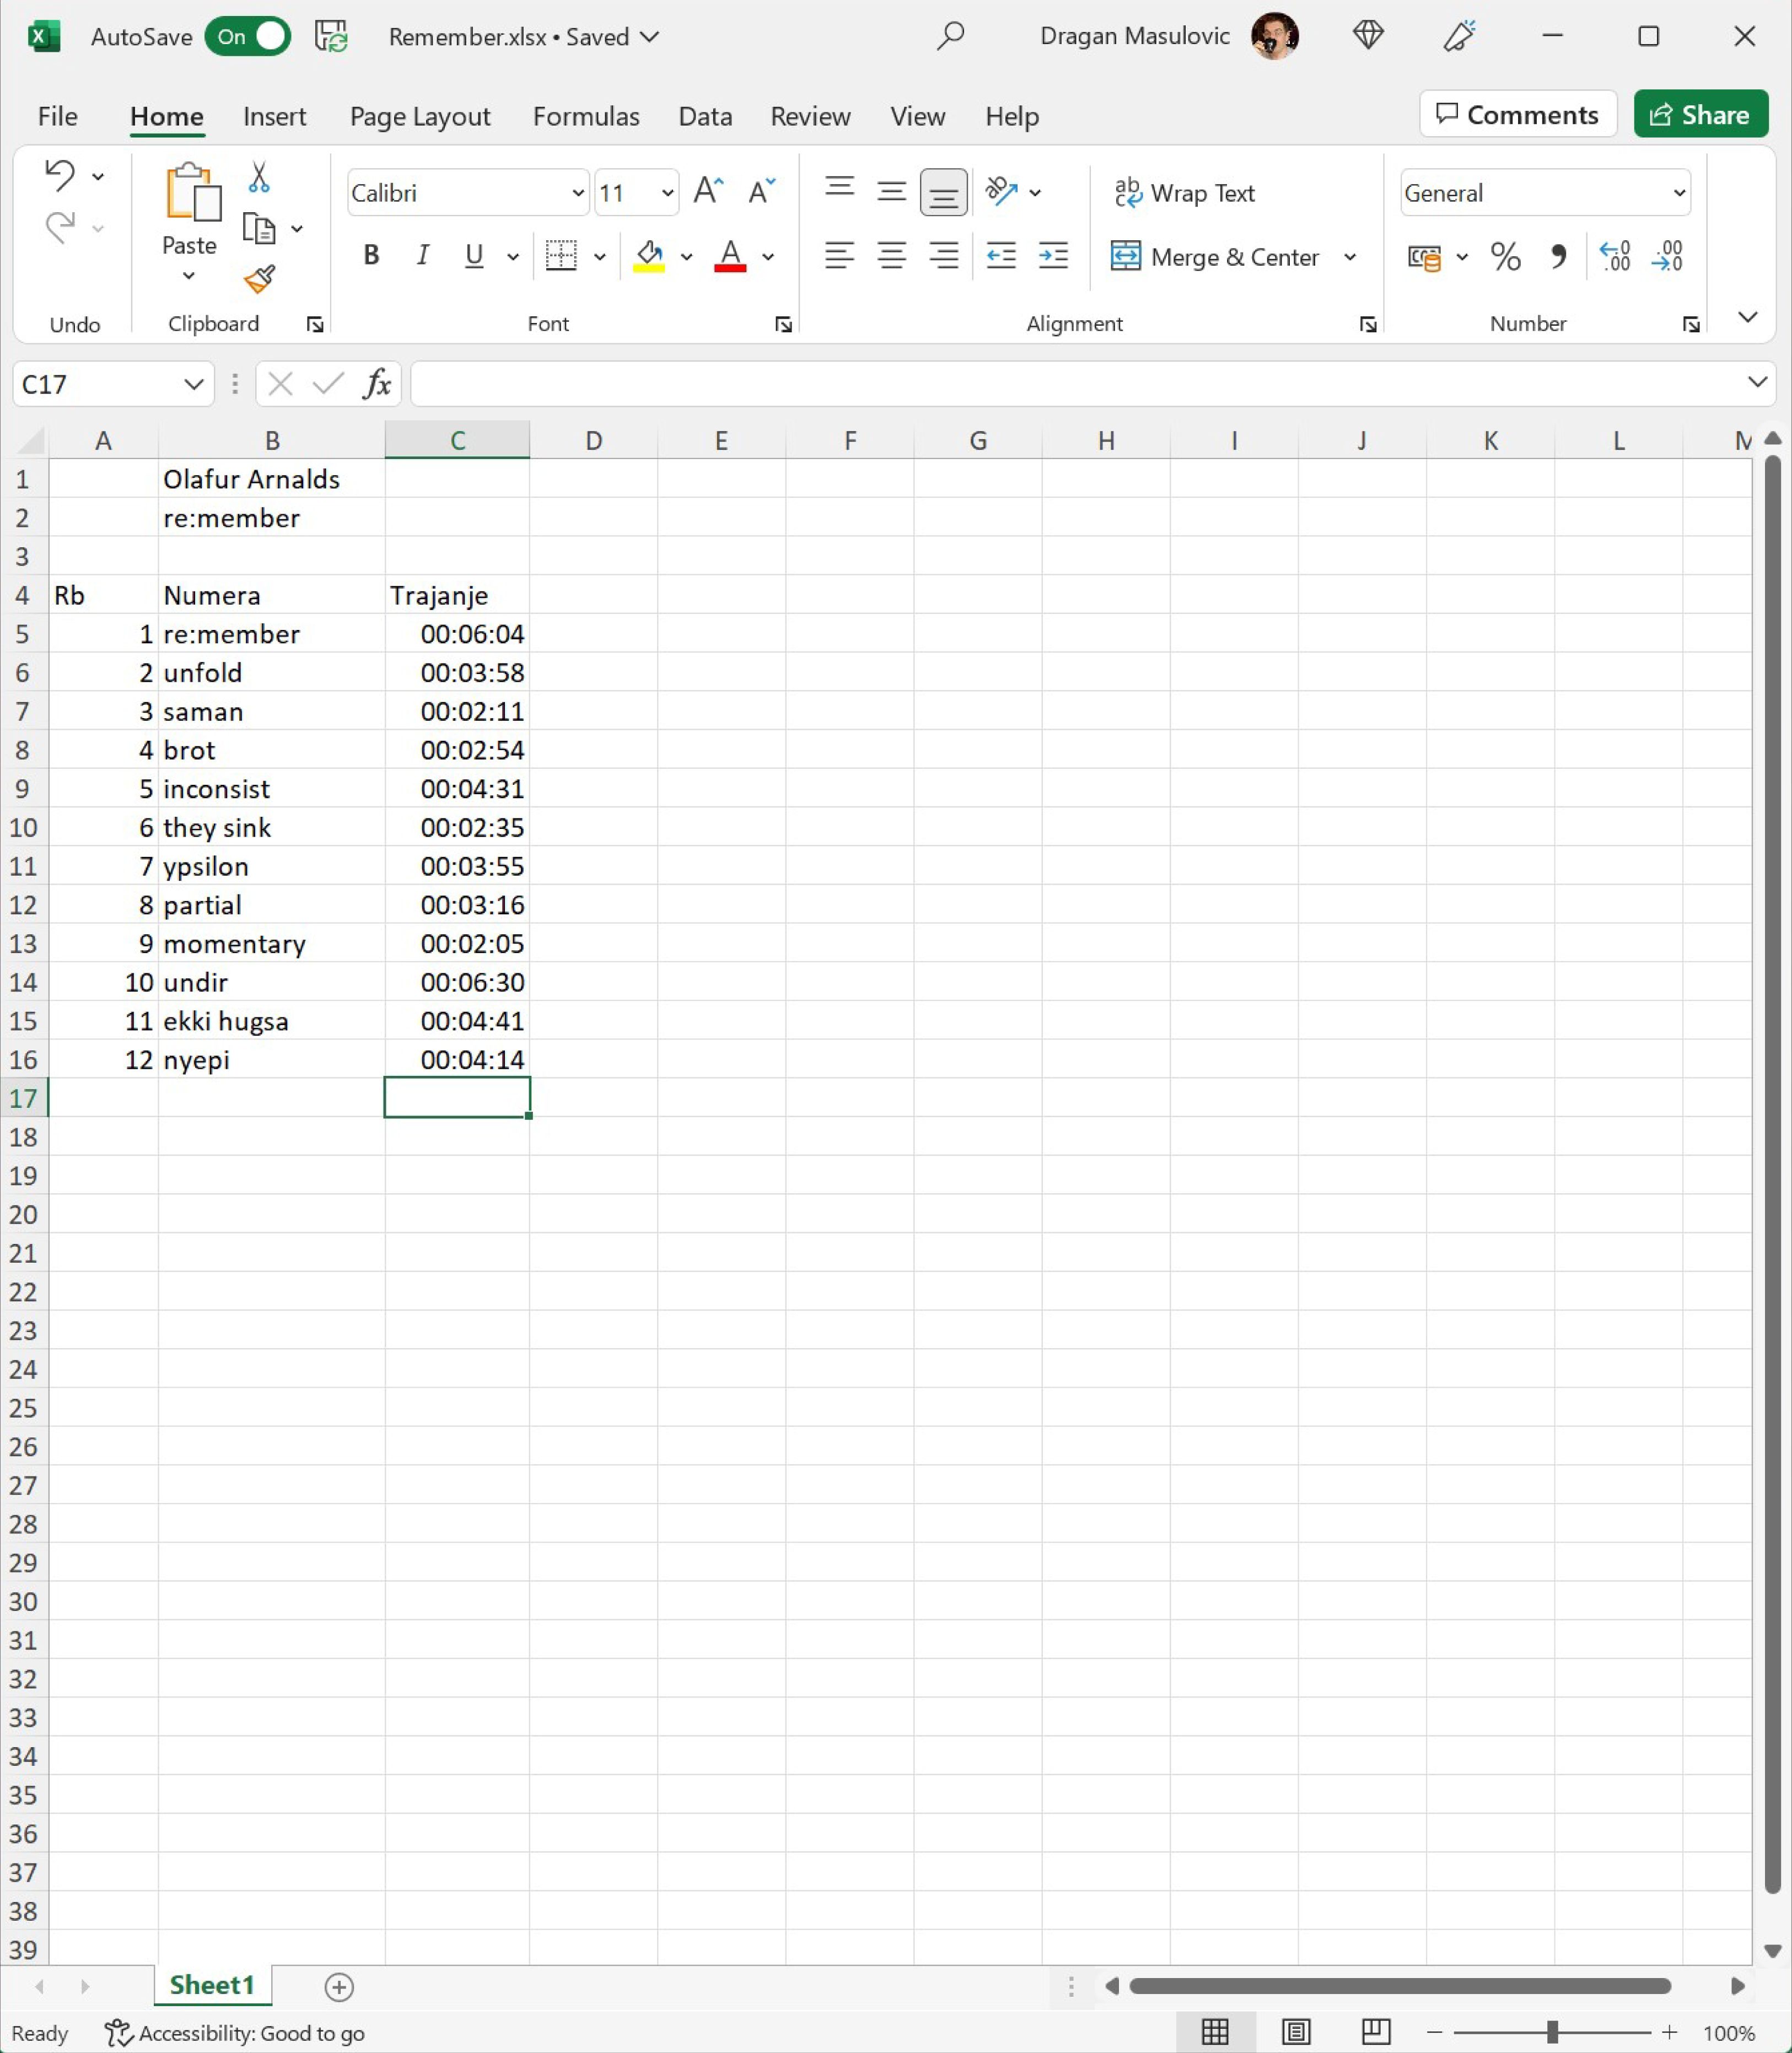 AutoSave On Remember.xlsx • Saved Dragan Masulovic
File Home Insert Page Layout Formulas Data Review View Help Comments Share
Calibri 11 Wrap Text General
Paste B I U A Merge & Center % .00 .00
Undo Clipboard Font Alignment Number
C17 fx
A B C D E F G H I J K L M
1 Olafur Arnalds
2 re:member
3
4 Rb Numera Trajanje
5 1 re:member 00:06:04
6 2 unfold 00:03:58
7 3 saman 00:02:11
8 4 brot 00:02:54
9 5 inconsist 00:04:31
10 6 they sink 00:02:35
11 7 ypsilon 00:03:55
12 8 partial 00:03:16
13 9 momentary 00:02:05
14 10 undir 00:06:30
15 11 ekki hugsa 00:04:41
16 12 nyepi 00:04:14
17
18
19
20
21
22
23
24
25
26
27
28
29
30
31
32
33
34
35
36
37
38
39
Sheet1
Ready Accessibility: Good to go 100%